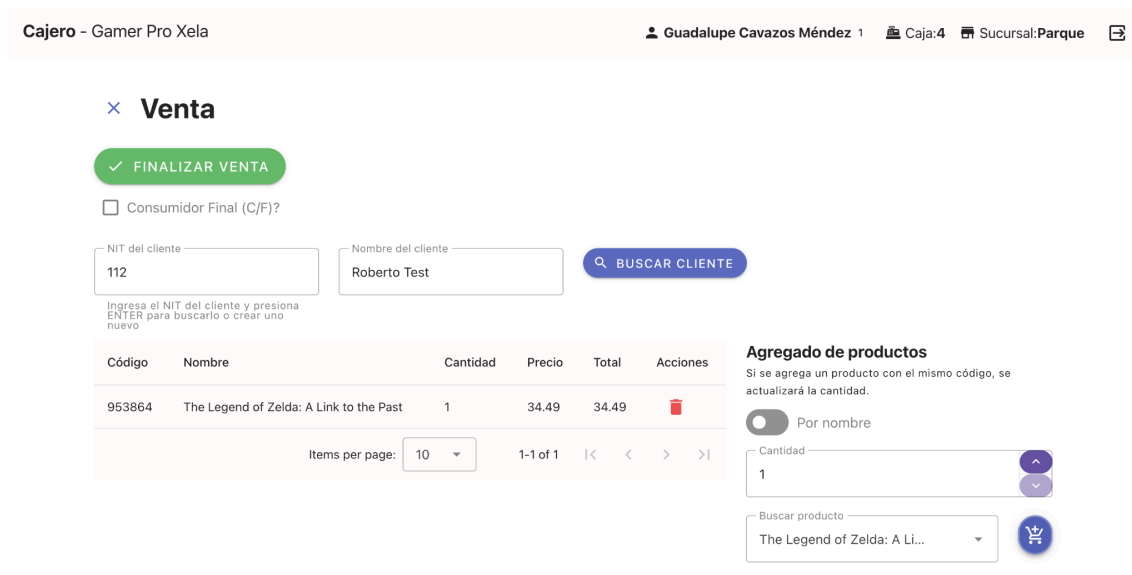 Cajero - Gamer Pro Xela
Guadalupe Cavazos Méndez 1 Caja:4 Sucursal:Parque
Venta
FINALIZAR VENTA
Consumidor Final (C/F)?
NIT del cliente
112
Ingresa el NIT del cliente y presiona
ENTER para buscarlo o crear uno
nuevo
Nombre del cliente
Roberto Test
BUSCAR CLIENTE
Código Nombre Cantidad Precio Total Acciones
953864 The Legend of Zelda: A Link to the Past 1 34.49 34.49
Items per page: 10 1-1 of 1
Agregado de productos
Si se agrega un producto con el mismo código, se
actualizará la cantidad.
Por nombre
Cantidad
1
Buscar producto
The Legend of Zelda: A Li...